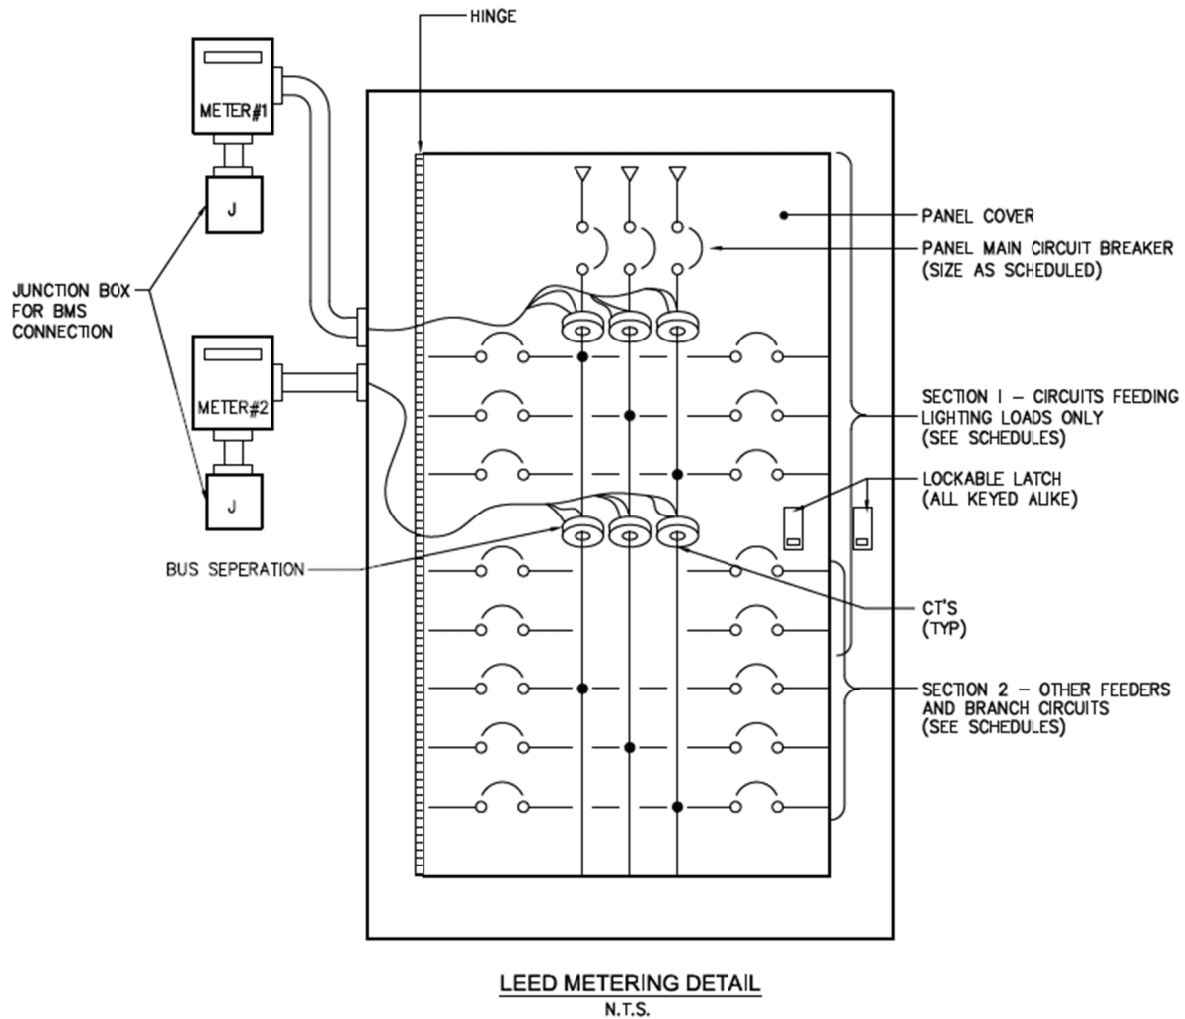 HINGE
METER#1
J
PANEL COVER
PANEL MAIN CIRCUIT BREAKER
(SIZE AS SCHEDULED)
JUNCTION BOX
FOR BMS
CONNECTION
METER#2
J
SECTION I – CIRCUITS FEEDING
LIGHTING LOADS ONLY
(SEE SCHEDULES)
LOCKABLE LATCH
(ALL KEYED ALIKE)
BUS SEPERATION
CT'S
(TYP)
SECTION 2 – OTHER FEEDERS
AND BRANCH CIRCUITS
(SEE SCHEDULES)
LEED METERING DETAIL
N.T.S.